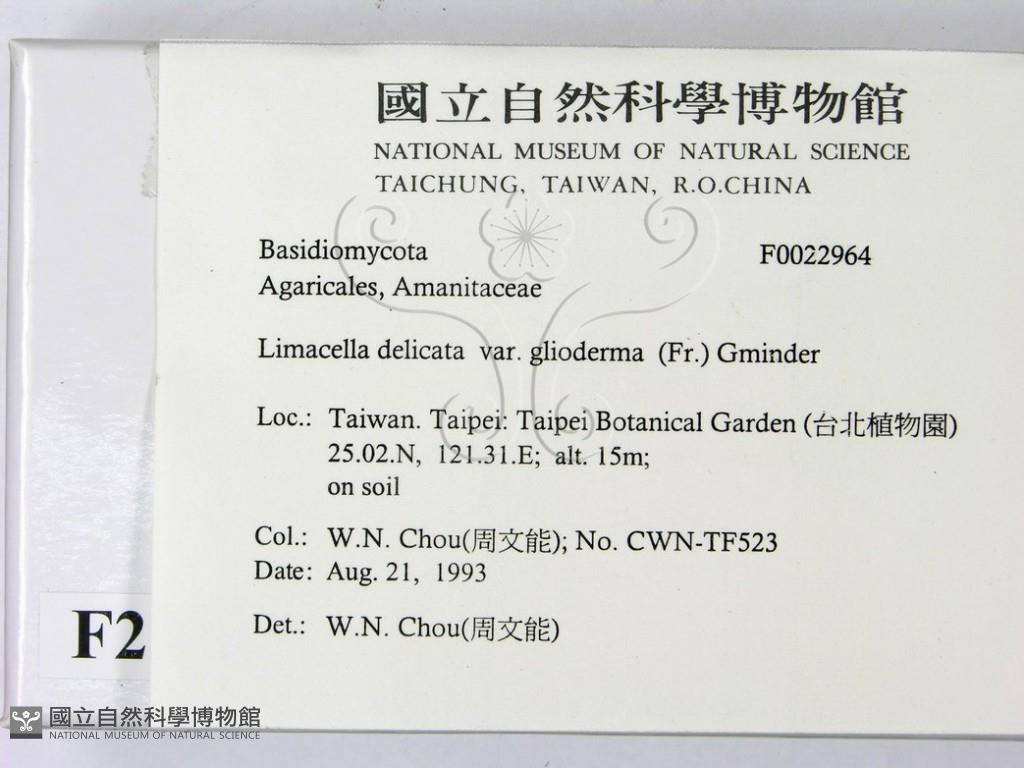 國立自然科學博物館
NATIONAL MUSEUM OF NATURAL SCIENCE
TAICHUNG, TAIWAN, R.O.CHINA
Basidiomycota F0022964
Agaricales, Amanitaceae
Limacella delicata var. glioderma (Fr.) Gminder
Loc.: Taiwan. Taipei: Taipei Botanical Garden (台北植物園)
25.02.N, 121.31.E; alt. 15m;
on soil
Col.: W.N. Chou(周文能); No. CWN-TF523
Date: Aug. 21, 1993
Det.: W.N. Chou(周文能)
F2
國立自然科學博物館
NATIONAL MUSEUM OF NATURAL SCIENCE